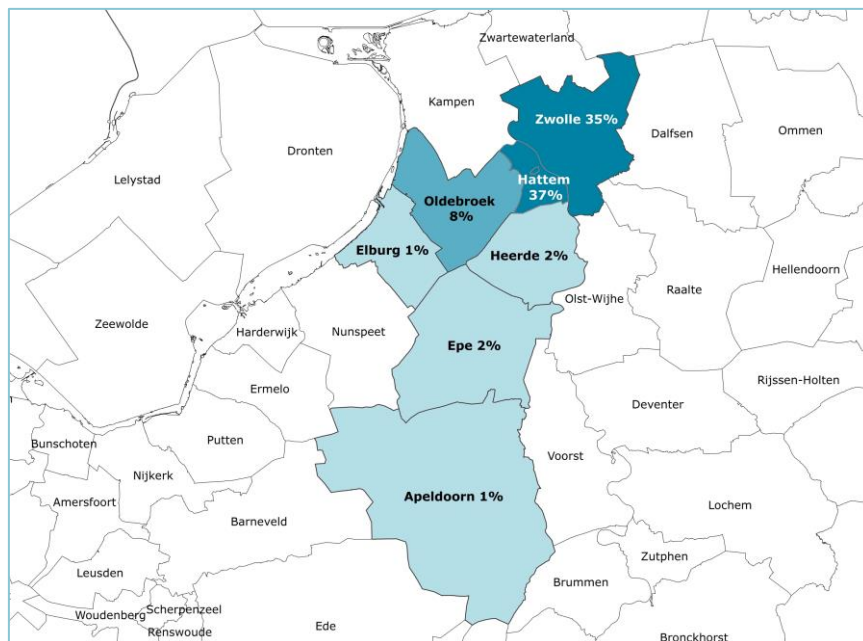 Zwartewaterland
Kampen
Zwolle 35%
Dalfsen
Ommen
Dronten
Lelystad
Hattem
37%
Oldebroek
8%
Elburg 1%
Heerde 2%
Hellendoorn
Raalte
Olst-Wijhe
Zeewolde
Harderwijk
Nunspeet
Epe 2%
Rijssen-Holten
Ermelo
Deventer
Bunschoten
Putten
Voorst
Nijkerk
Apeldoorn 1%
Amersfoort
Lochem
Barneveld
Zutphen
Leusden
Brummen
Scherpenzeel
Woudenberg
Ede
Renswoude
Bronckhorst